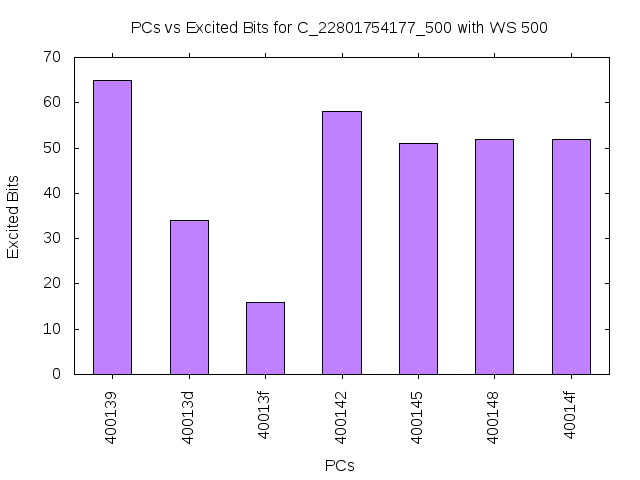 PCs vs Excited Bits for C_22801754177_500 with WS 500
70
60
50
40
30
20
10
0
Excited Bits
400139
40013d
40013f
400142
400145
400148
40014f
PCs